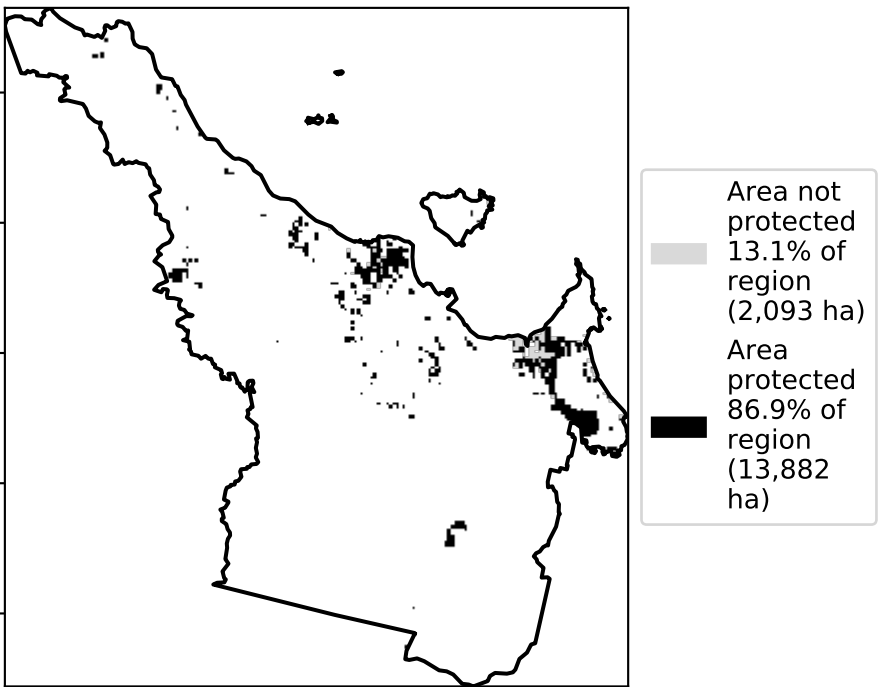 Area not
protected
13.1% of
region
(2,093 ha)
Area
protected
86.9% of
region
(13,882
ha)